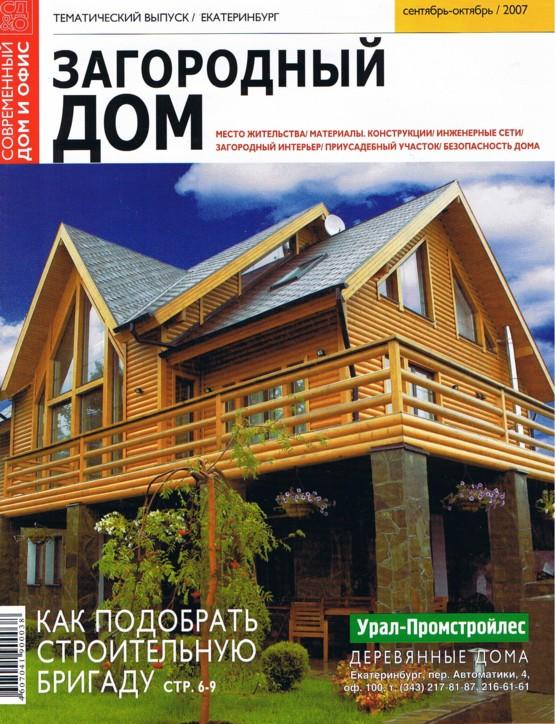 СОВРЕМЕННЫЙ
ДОМ И ОФИС
ТЕМАТИЧЕСКИЙ ВЫПУСК / ЕКАТЕРИНБУРГ
сентябрь-октябрь / 2007
ЗАГОРОДНЫЙ
ДОМ
МЕСТО ЖИТЕЛЬСТВА/ МАТЕРИАЛЫ. КОНСТРУКЦИИ/ ИНЖЕНЕРНЫЕ СЕТИ/
ЗАГОРОДНЫЙ ИНТЕРЬЕР/ ПРИУСАДЕБНЫЙ УЧАСТОК/ БЕЗОПАСНОСТЬ ДОМА
КАК ПОДОБРАТЬ
СТРОИТЕЛЬНУЮ
БРИГАДУ СТР. 6-9
Урал-Промстройлес
ДЕРЕВЯННЫЕ ДОМА
Екатеринбург, пер. Автоматики, 4,
оф. 100, т. (343) 217-81-87, 216-61-61
4607041900038